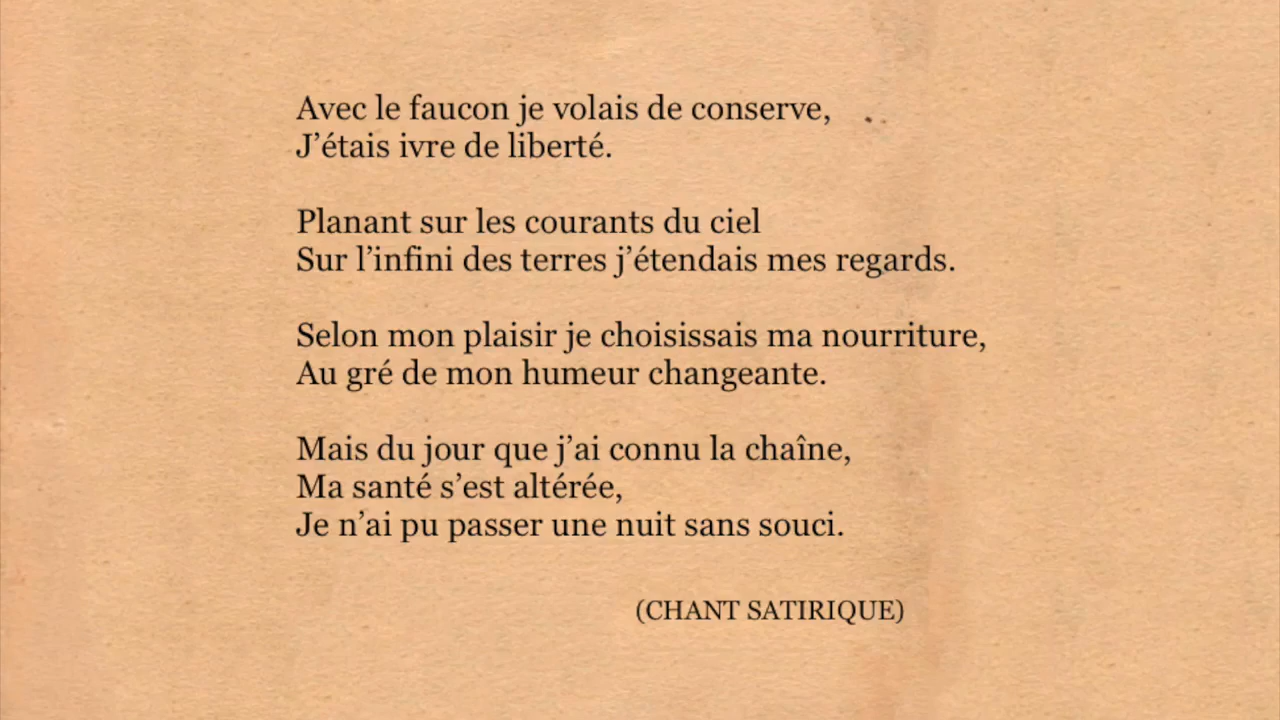 Avec le faucon je volais de conserve,
J’étais ivre de liberté.
Planant sur les courants du ciel
Sur l’infini des terres j’étendais mes regards.
Selon mon plaisir je choisissais ma nourriture,
Au gré de mon humeur changeante.
Mais du jour que j’ai connu la chaîne,
Ma santé s’est altérée,
Je n’ai pu passer une nuit sans souci.
(CHANT SATIRIQUE)